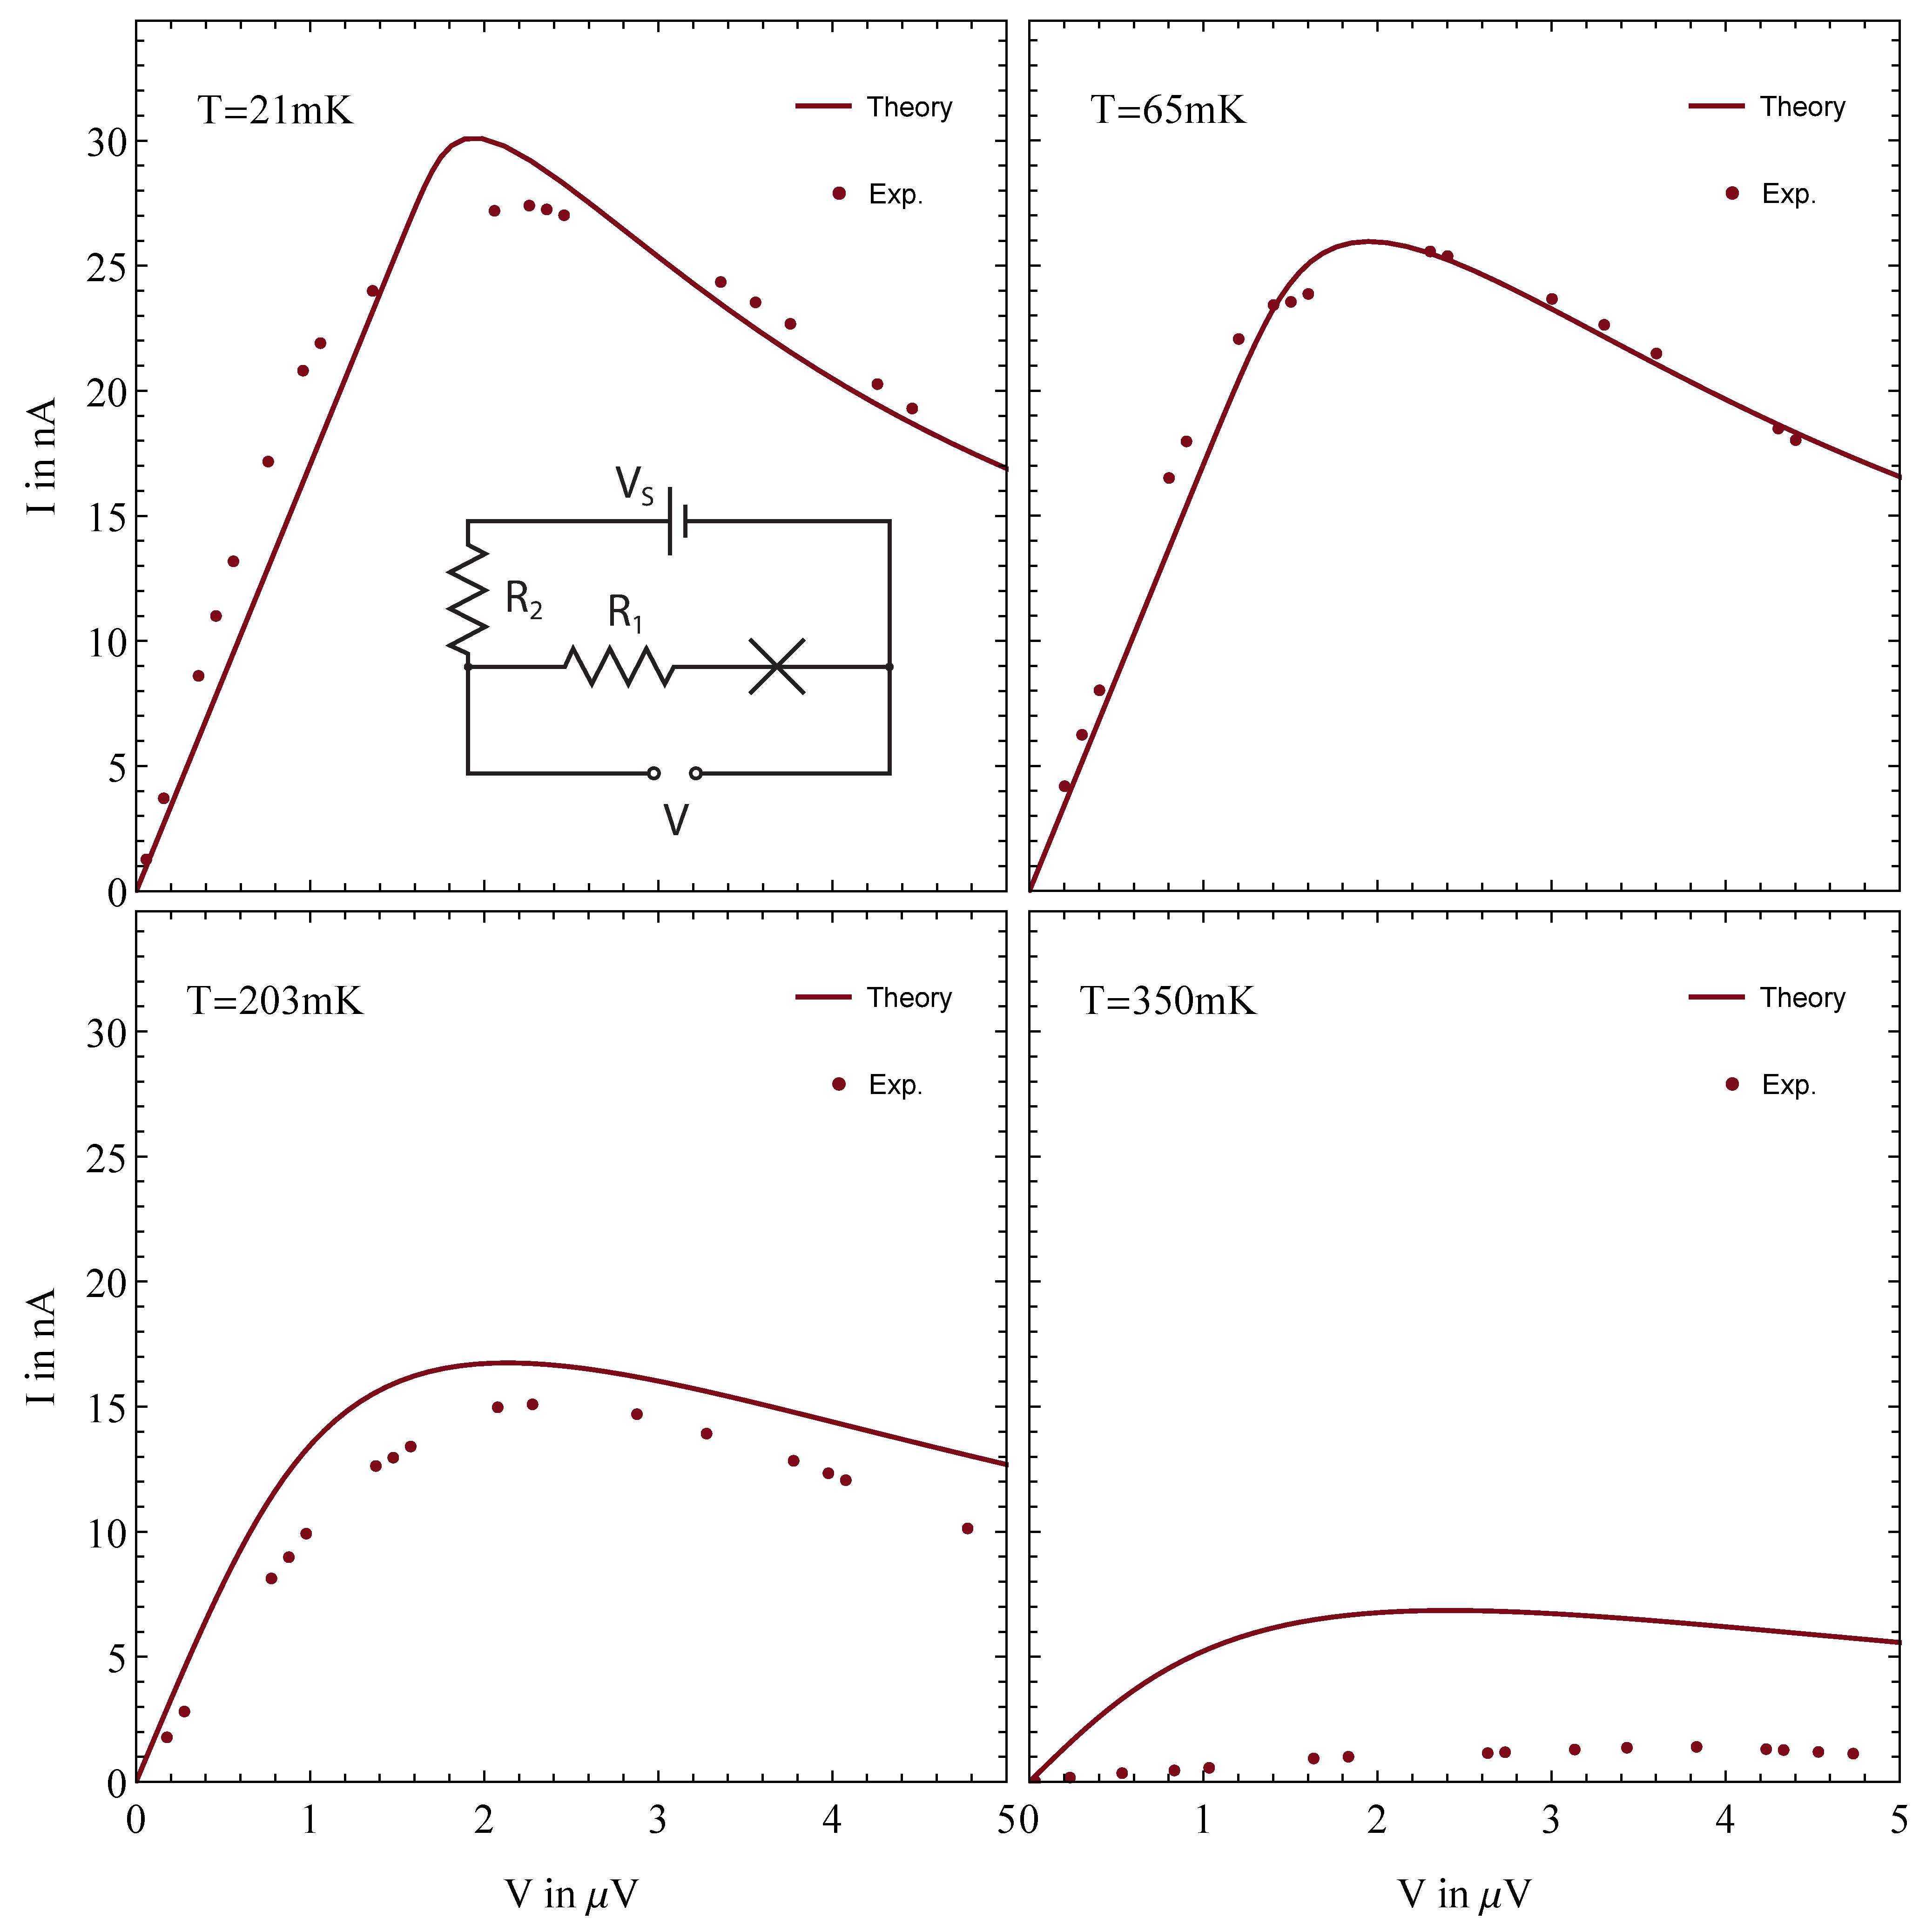 T=21mK
Theory
Exp.
30
25
20
15
10
5
0
I in nA
V_S
R_2
R_1
V
T=65mK
Theory
Exp.
T=203mK
Theory
Exp.
30
25
20
15
10
5
0
I in nA
0 1 2 3 4 5
V in μV
T=350mK
Theory
Exp.
0 1 2 3 4 5
V in μV